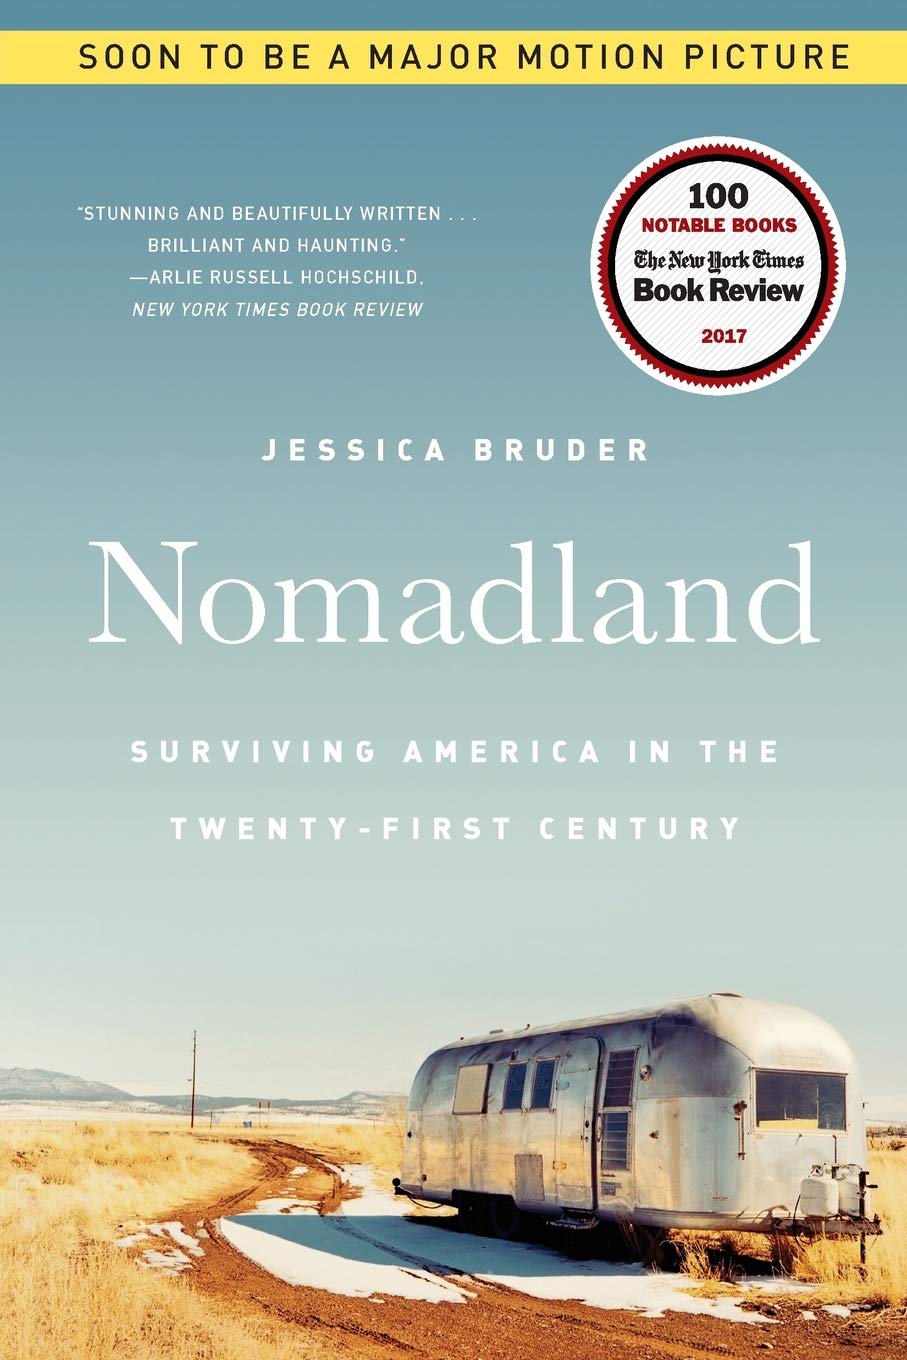 SOON TO BE A MAJOR MOTION PICTURE
“STUNNING AND BEAUTIFULLY WRITTEN . . .
BRILLIANT AND HAUNTING.”
—ARLIE RUSSELL HOCHSCHILD,
NEW YORK TIMES BOOK REVIEW
100
NOTABLE BOOKS
The New York Times
Book Review
2017
JESSICA BRUDER
Nomadland
SURVIVING AMERICA IN THE
TWENTY-FIRST CENTURY